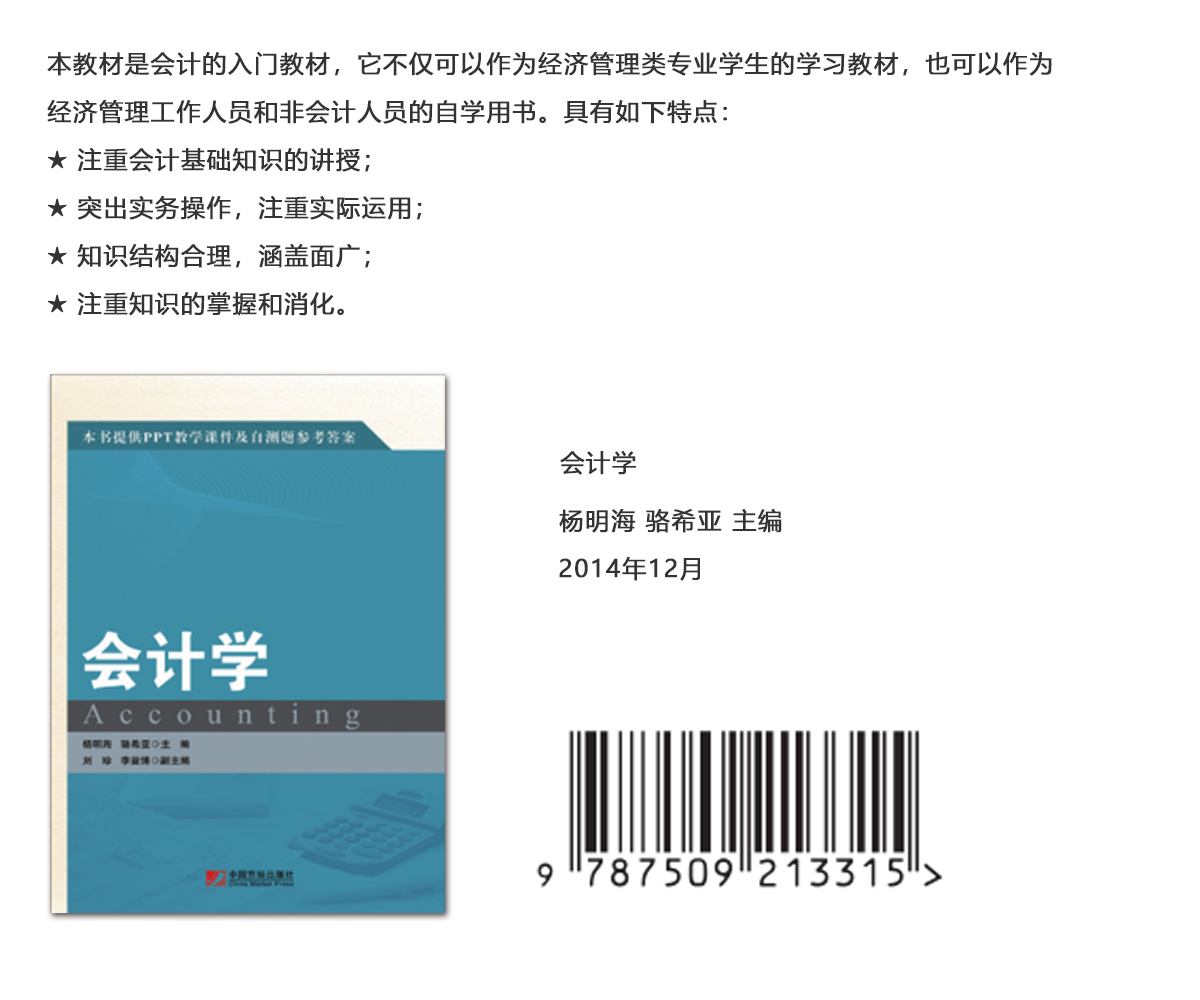 本教材是会计的入门教材，它不仅可以作为经济管理类专业学生的学习教材，也可以作为
经济管理工作人员和非会计人员的自学用书。具有如下特点：
★ 注重会计基础知识的讲授；
★ 突出实务操作，注重实际运用；
★ 知识结构合理，涵盖面广；
★ 注重知识的掌握和消化。
本书提供PPT教学课件及自测题参考答案
会计学
Accounting
杨明海 骆希亚○主 编
刘 珍 李益博○副主编
中国市场出版社
China Market Press
会计学
杨明海 骆希亚 主编
2014年12月
9 787509 213315 >